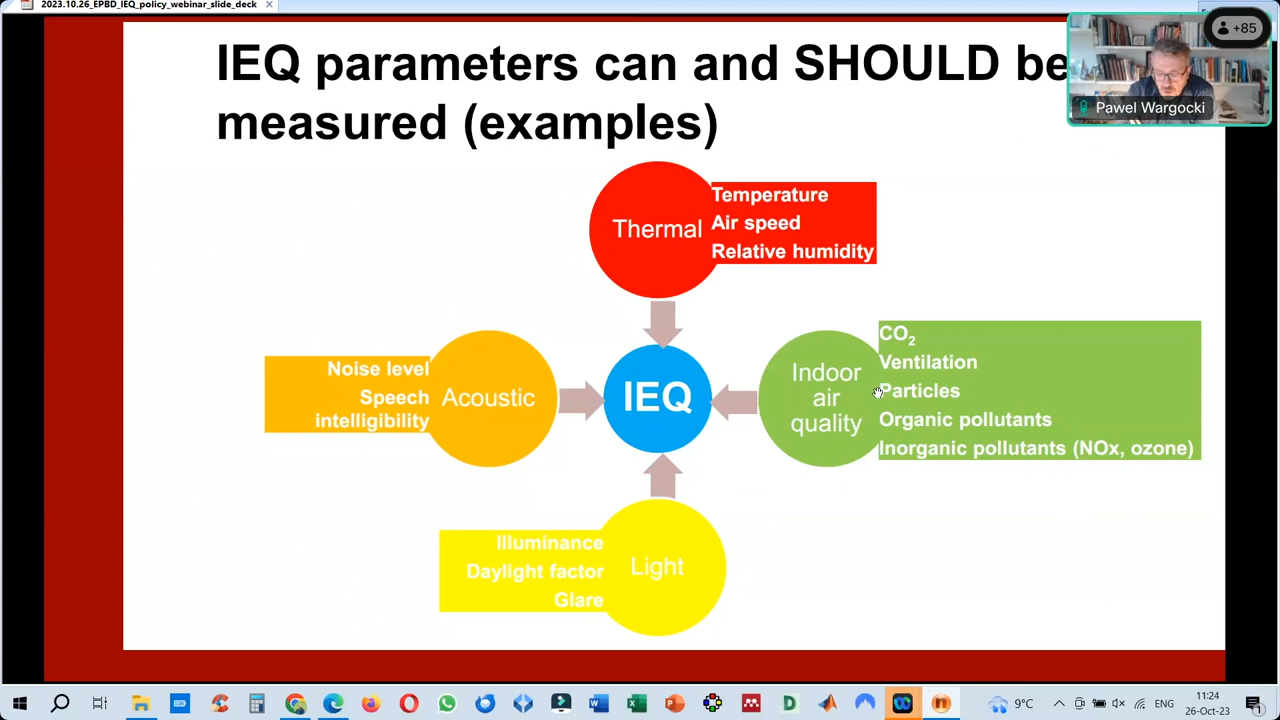 2023.10.26_EPBD_IEQ_policy_webinar_slide_deck
+85
Pawel Wargocki
IEQ parameters can and SHOULD be
measured (examples)
Thermal
Temperature
Air speed
Relative humidity
Noise level
Speech
intelligibility
Acoustic
IEQ
Indoor
air
quality
CO₂
Ventilation
Particles
Organic pollutants
Inorganic pollutants (NOx, ozone)
Illuminance
Daylight factor
Glare
Light
9°C
ENG
11:24
26-Oct-23